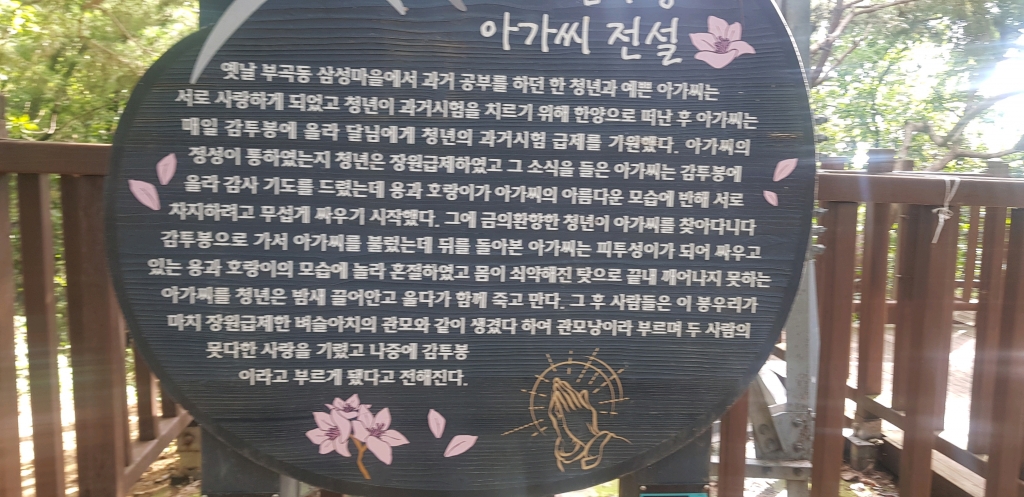 아가씨 전설
옛날 부곡동 삼성마을에서 과거 공부를 하던 한 청년과 예쁜 아가씨는
서로 사랑하게 되었고 청년이 과거시험을 치르기 위해 한양으로 떠난 후 아가씨는
매일 감투봉에 올라 달님에게 청년의 과거시험 급제를 기원했다. 아가씨의
정성이 통하였는지 청년은 장원급제하였고 그 소식을 들은 아가씨는 감투봉에
올라 감사 기도를 드렸는데 용과 호랑이가 아가씨의 아름다운 모습에 반해 서로
차지하려고 무섭게 싸우기 시작했다. 그에 금의환향한 청년이 아가씨를 찾아다니다
감투봉으로 가서 아가씨를 불렀는데 뒤를 돌아본 아가씨는 피투성이가 되어 싸우고
있는 용과 호랑이의 모습에 놀라 혼절하였고 몸이 쇠약해진 탓으로 끝내 깨어나지 못하는
아가씨를 청년은 밤새 끌어안고 울다가 함께 죽고 만다. 그 후 사람들은 이 봉우리가
마치 장원급제한 벼슬아치의 관모와 같이 생겼다 하여 관모낭이라 부르며 두 사람의
못다한 사랑을 기렸고 나중에 감투봉
이라고 부르게 됐다고 전해진다.